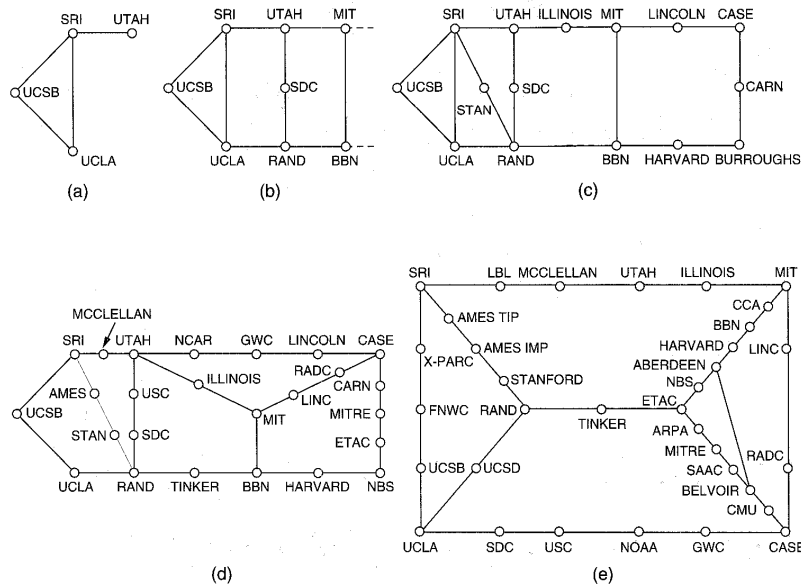 SRI UTAH
UCSB
UCLA
(a)
SRI UTAH MIT
UCSB SDC
UCLA RAND BBN
(b)
SRI UTAH ILLINOIS MIT LINCOLN CASE
UCSB SDC CARN
STAN
UCLA RAND BBN HARVARD BURROUGHS
(c)
MCCLELLAN
SRI UTAH NCAR GWC LINCOLN CASE
RADC
ILLINOIS CARN
AMES USC LINC
UCSB MIT MITRE
STAN SDC ETAC
UCLA RAND TINKER BBN HARVARD NBS
(d)
SRI LBL MCCLELLAN UTAH ILLINOIS MIT
CCA
AMES TIP
BBN
X-PARC AMES IMP HARVARD LINC
ABERDEEN
STANFORD NBS
ETAC
FNWC RAND
TINKER
ARPA
MITRE
UCSB UCSD SAAC RADC
BELVOIR
CMU
UCLA SDC USC NOAA GWC CASE
(e)